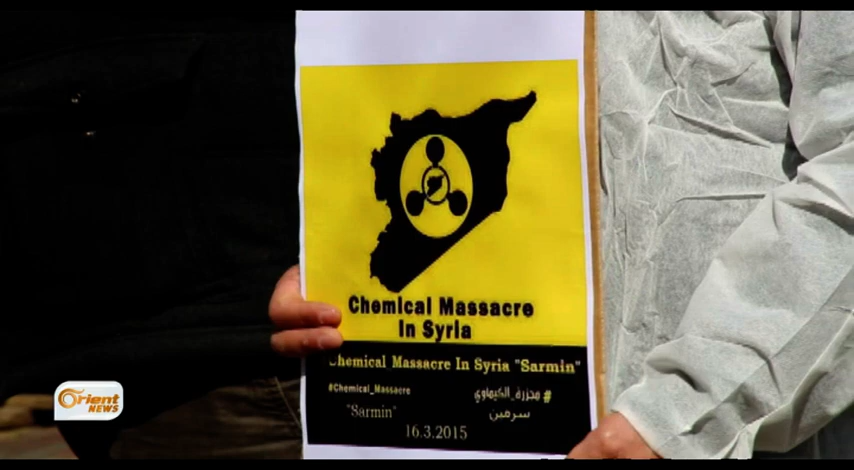 Chemical Massacre
In Syria
Chemical Massacre In Syria "Sarmin"
#Chemical_Massacre
#مجزرة_الكيماوي
"Sarmin"
سرمين
16.3.2015
Orient
NEWS